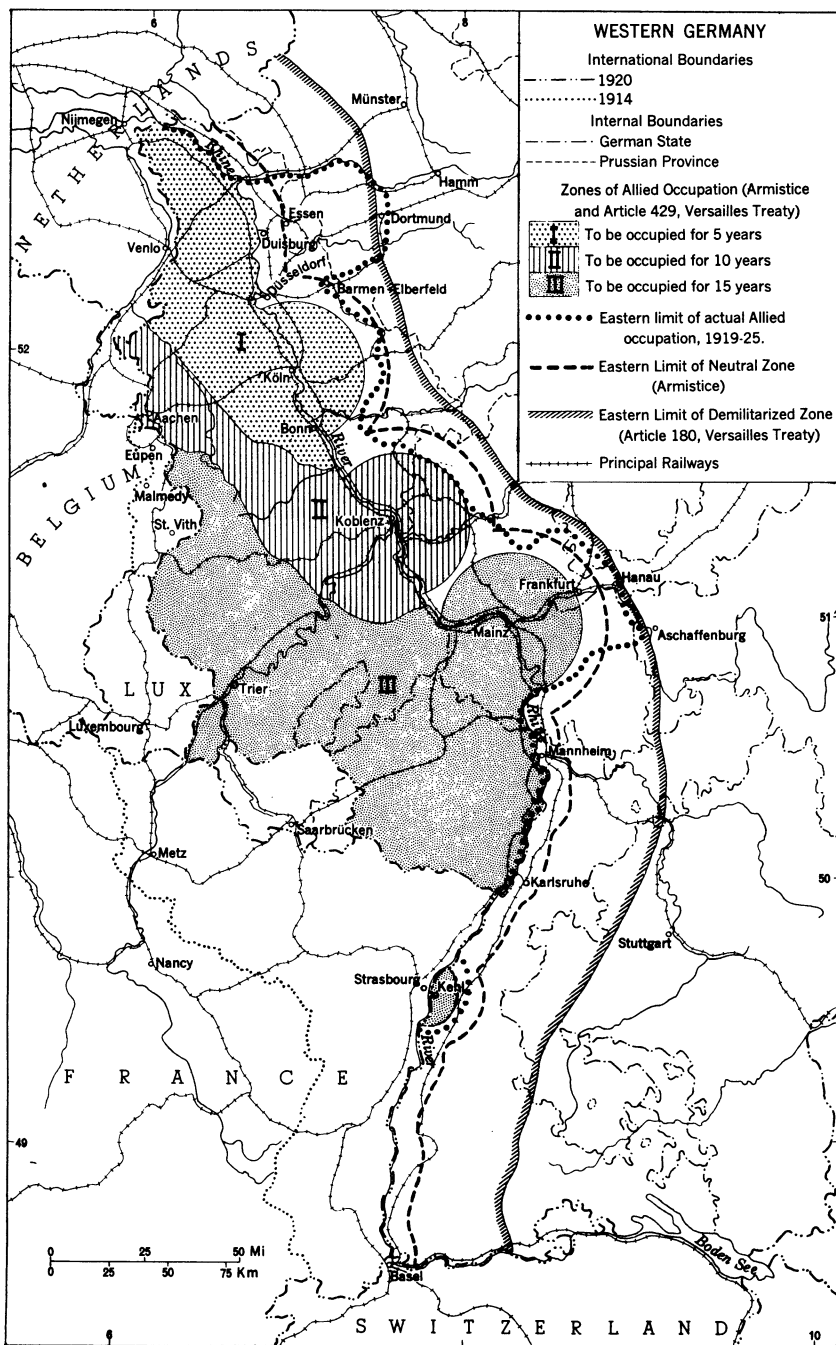 WESTERN GERMANY
International Boundaries
1920
1914
Internal Boundaries
German State
Prussian Province
Zones of Allied Occupation (Armistice
and Article 429, Versailles Treaty)
I To be occupied for 5 years
II To be occupied for 10 years
III To be occupied for 15 years
Eastern limit of actual Allied
occupation, 1919-25.
Eastern Limit of Neutral Zone
(Armistice)
Eastern Limit of Demilitarized Zone
(Article 180, Versailles Treaty)
Principal Railways
6
8
NETHERLANDS
Münster
Nijmegen
Rhine
Hamm
Essen
Dortmund
Duisburg
Venlo
Düsseldorf
Barmen
Elberfeld
52
I
Köln
Aachen
Bonn
River
Eupen
BELGIUM
Malmedy
II
St. Vith
Koblenz
Frankfurt
Hanau
51
Mainz
Aschaffenburg
LUX
Trier
III
Luxembourg
Rhine
Mannheim
Saarbrücken
Metz
Karlsruhe
50
Stuttgart
Nancy
Strasbourg
Kehl
River
FRANCE
49
0 25 50 Mi
0 25 50 75 Km
Basel
Boden See
SWITZERLAND
6
10